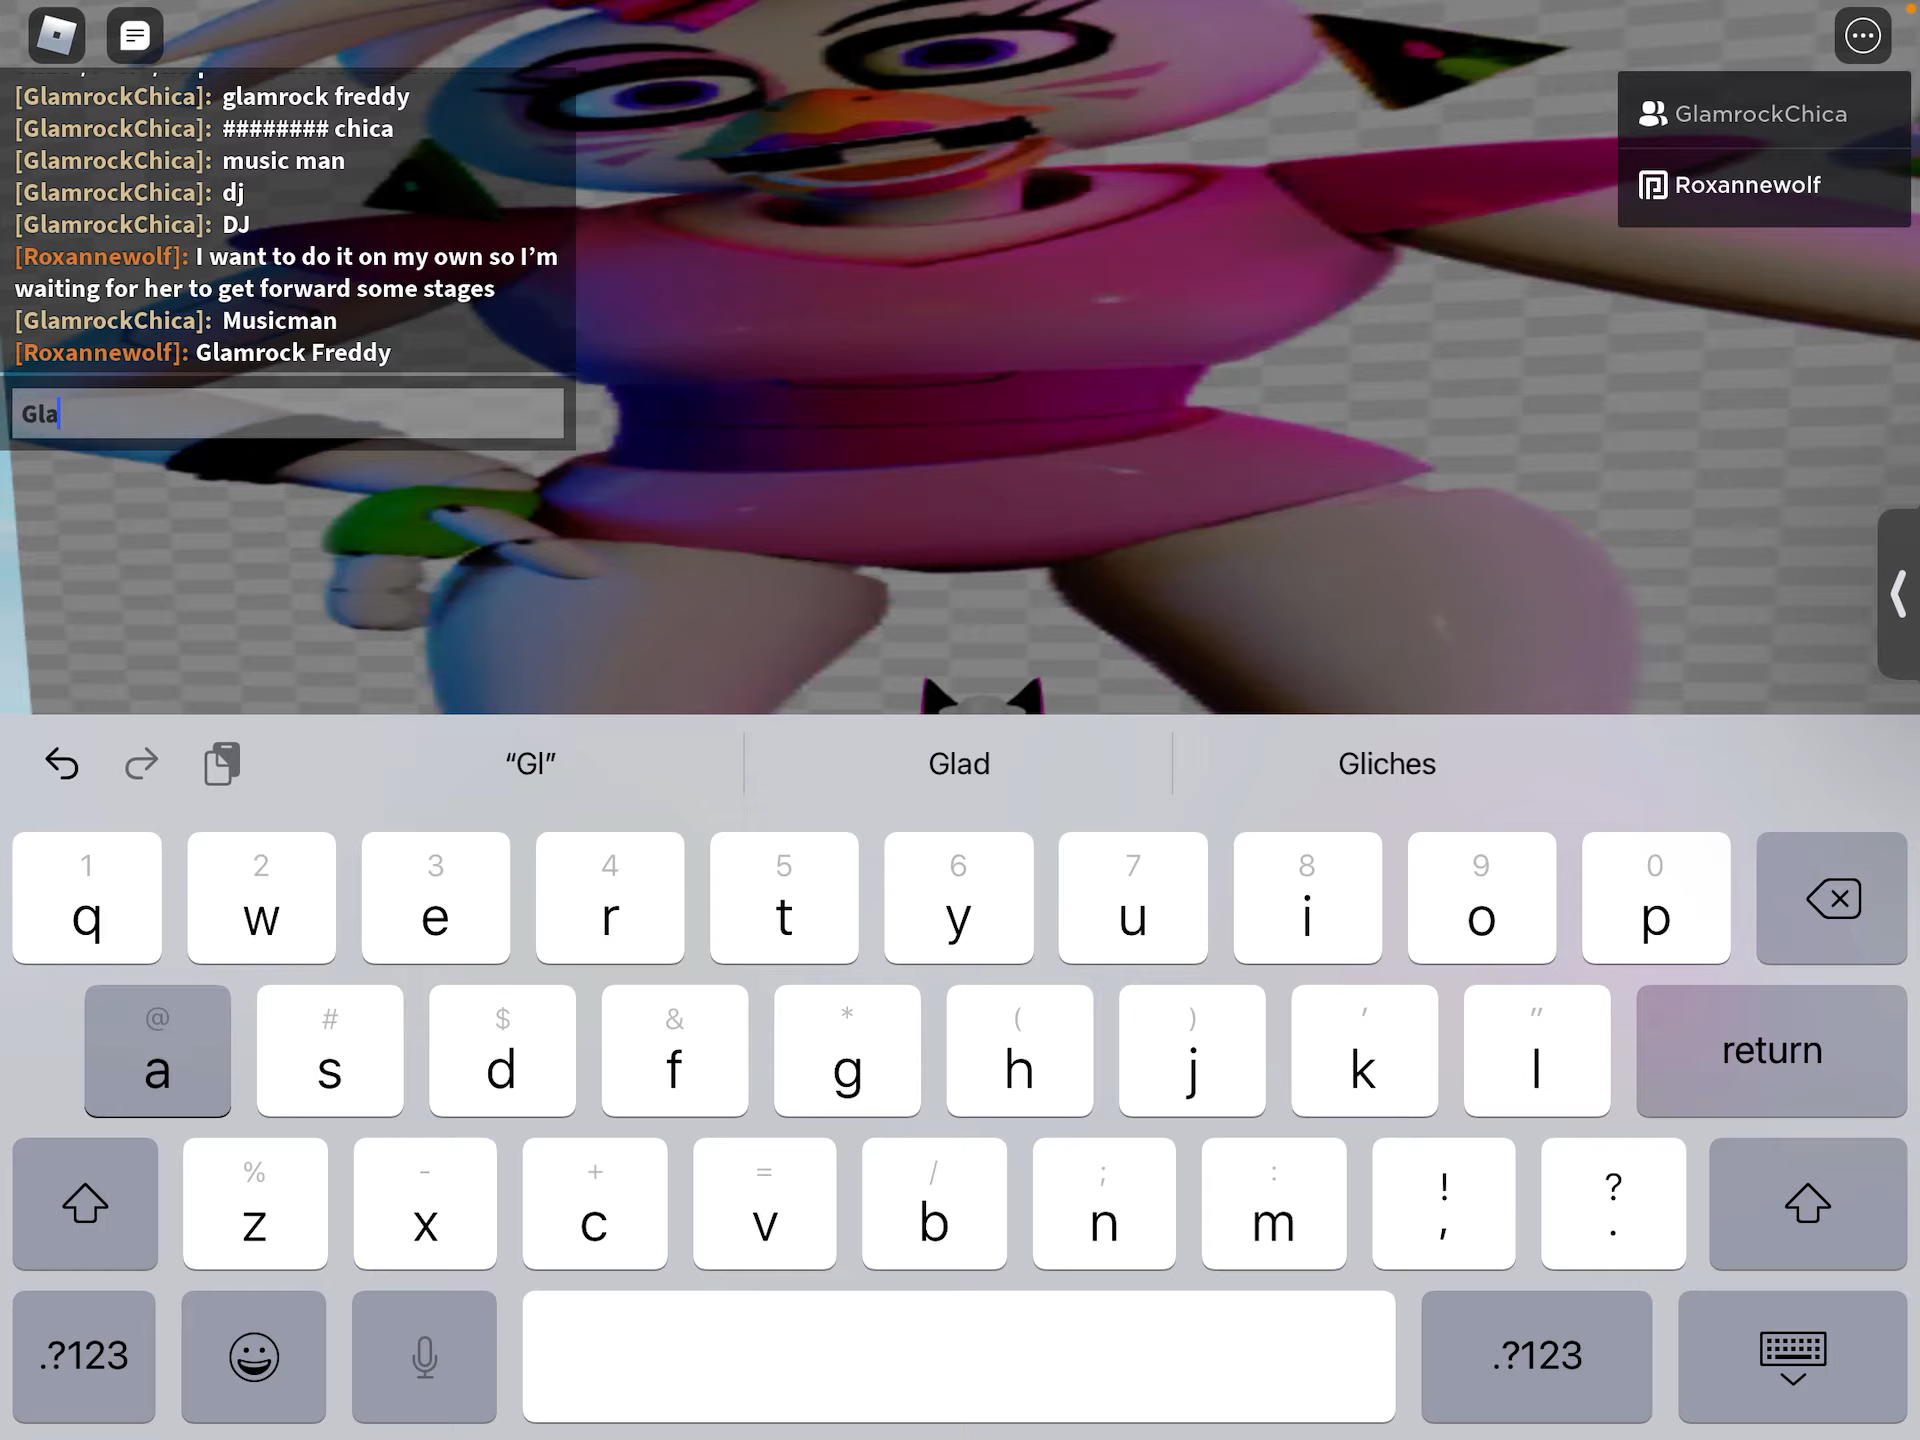 [GlamrockChica]: glamrock freddy
[GlamrockChica]: ######## chica
[GlamrockChica]: music man
[GlamrockChica]: dj
[GlamrockChica]: DJ
[Roxannewolf]: I want to do it on my own so I’m
waiting for her to get forward some stages
[GlamrockChica]: Musicman
[Roxannewolf]: Glamrock Freddy
Gla
GlamrockChica
Roxannewolf
“Gl” Glad Gliches
1 2 3 4 5 6 7 8 9 0
q w e r t y u i o p
@ # $ & * ( ) ' "
a s d f g h j k l return
% - + = / ; : ! ?
z x c v b n m , .
.?123 .?123